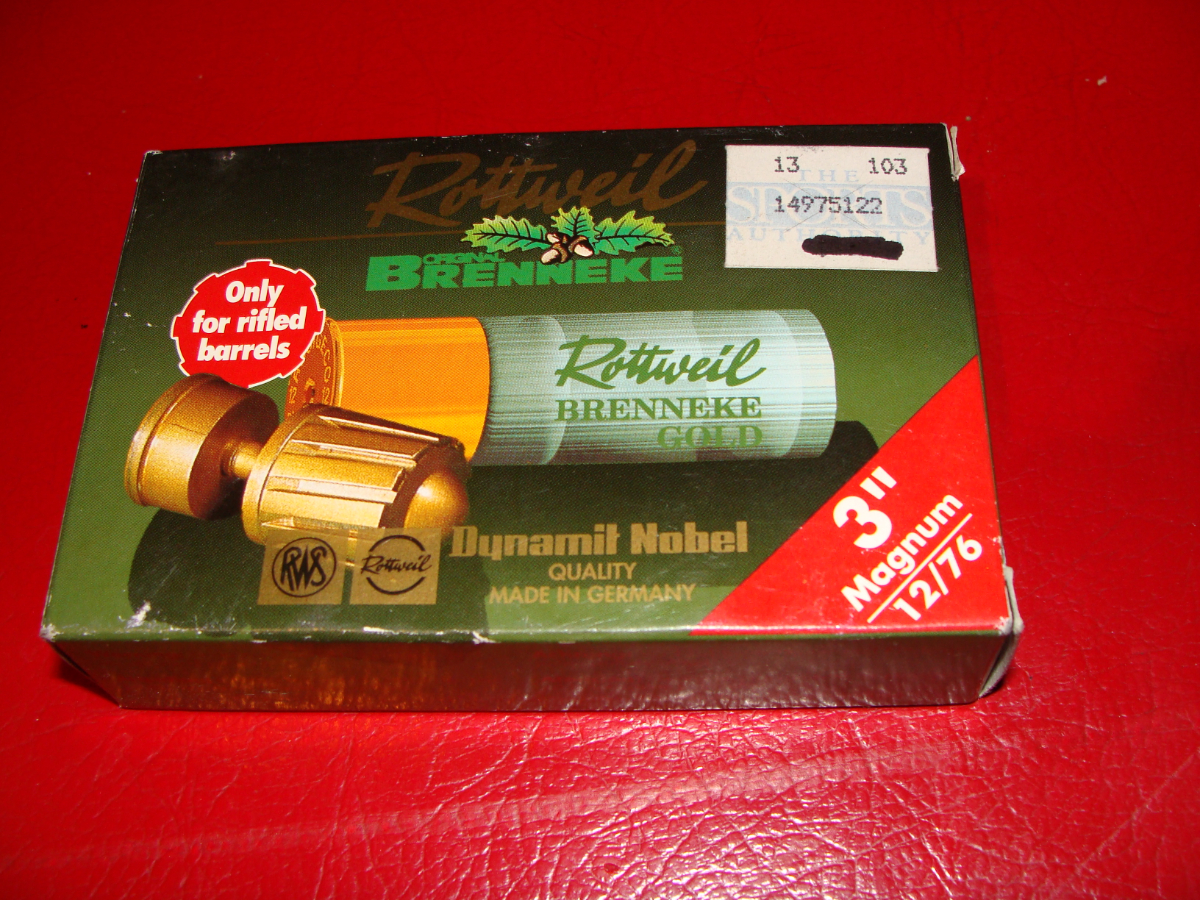 Rottweil
ORIGINAL
BRENNEKE®
13 103
THE
SPORTS
14975122
AUTHORITY
Only
for rifled
barrels
Rottweil
BRENNEKE
GOLD
3"
Magnum
12/76
RWS
Rottweil
Dynamit Nobel
QUALITY
MADE IN GERMANY